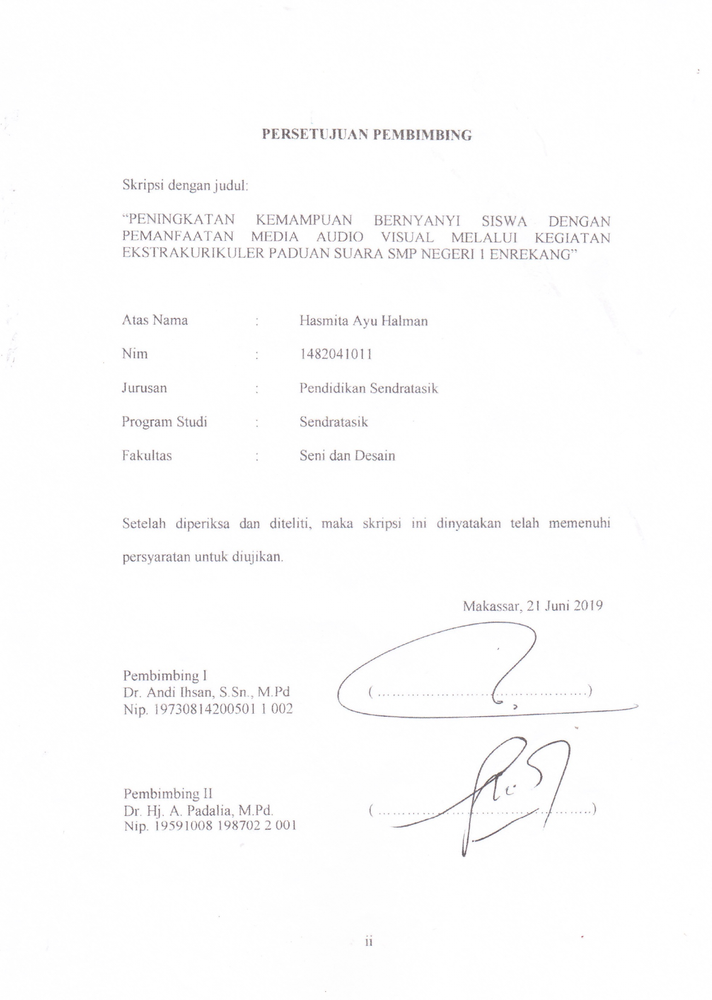 PERSETUJUAN PEMBIMBING
Skripsi dengan judul:
“PENINGKATAN KEMAMPUAN BERNYANYI SISWA DENGAN
PEMANFAATAN MEDIA AUDIO VISUAL MELALUI KEGIATAN
EKSTRAKURIKULER PADUAN SUARA SMP NEGERI 1 ENREKANG”
Atas Nama : Hasmita Ayu Halman
Nim : 1482041011
Jurusan : Pendidikan Sendratasik
Program Studi : Sendratasik
Fakultas : Seni dan Desain
Setelah diperiksa dan diteliti, maka skripsi ini dinyatakan telah memenuhi
persyaratan untuk diujikan.
Makassar, 21 Juni 2019
Pembimbing I
Dr. Andi Ihsan, S.Sn., M.Pd (................................................)
Nip. 19730814200501 1 002
Pembimbing II
Dr. Hj. A. Padalia, M.Pd. (................................................)
Nip. 19591008 198702 2 001
ii